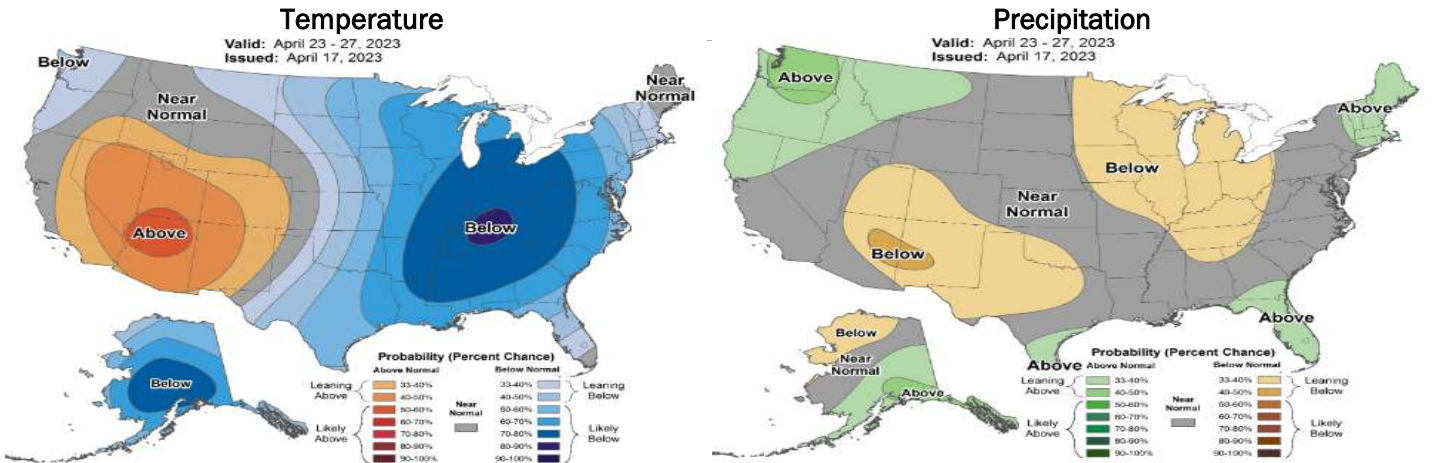 Temperature
Valid: April 23 - 27, 2023
Issued: April 17, 2023
Below
Near
Normal
Near
Normal
Above
Below
Below
Probability (Percent Chance)
Above Normal
Below Normal
Leaning
Above
33-40%
40-50%
Likely
Above
50-60%
60-70%
70-80%
80-90%
90-100%
Near
Normal
33-40%
40-50%
Leaning
Below
50-60%
60-70%
70-80%
80-90%
90-100%
Likely
Below
Precipitation
Valid: April 23 - 27, 2023
Issued: April 17, 2023
Above
Above
Below
Near
Normal
Below
Above
Above
Below
Near
Normal
Above
Probability (Percent Chance)
Above Normal
Below Normal
Leaning
Above
33-40%
40-50%
Likely
Above
50-60%
60-70%
70-80%
80-90%
90-100%
Near
Normal
33-40%
40-50%
Leaning
Below
50-60%
60-70%
70-80%
80-90%
90-100%
Likely
Below